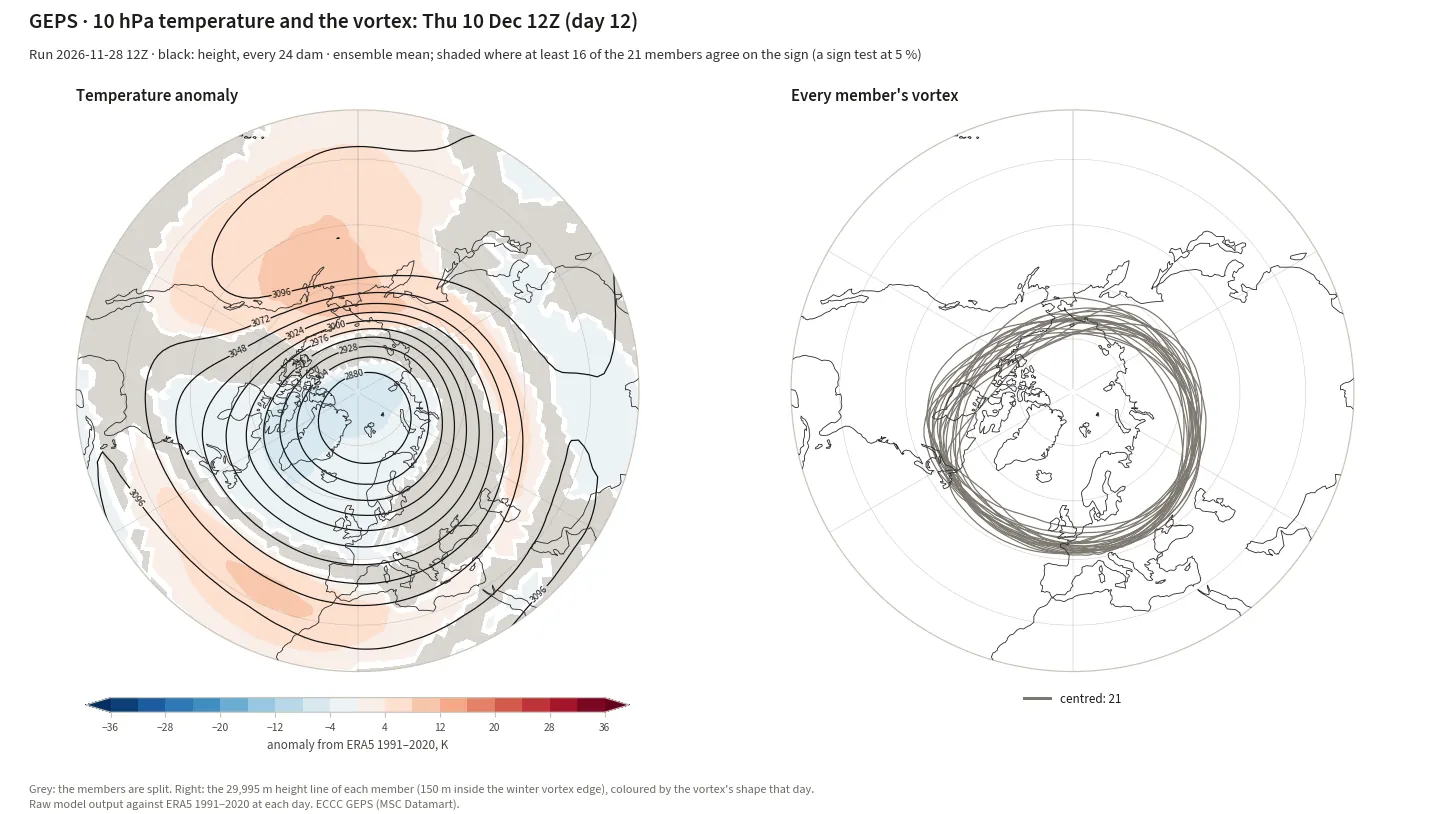 GEPS · 10 hPa temperature and the vortex: Thu 10 Dec 12Z (day 12)
Run 2026-11-28 12Z · black: height, every 24 dam · ensemble mean; shaded where at least 16 of the 21 members agree on the sign (a sign test at 5 %)
Temperature anomaly
Every member's vortex
3096
3072
3048
3024
3000
2976
2928
2880
3096
3096
centred: 21
−36 −28 −20 −12 −4 4 12 20 28 36
anomaly from ERA5 1991–2020, K
Grey: the members are split. Right: the 29,995 m height line of each member (150 m inside the winter vortex edge), coloured by the vortex's shape that day.
Raw model output against ERA5 1991–2020 at each day. ECCC GEPS (MSC Datamart).